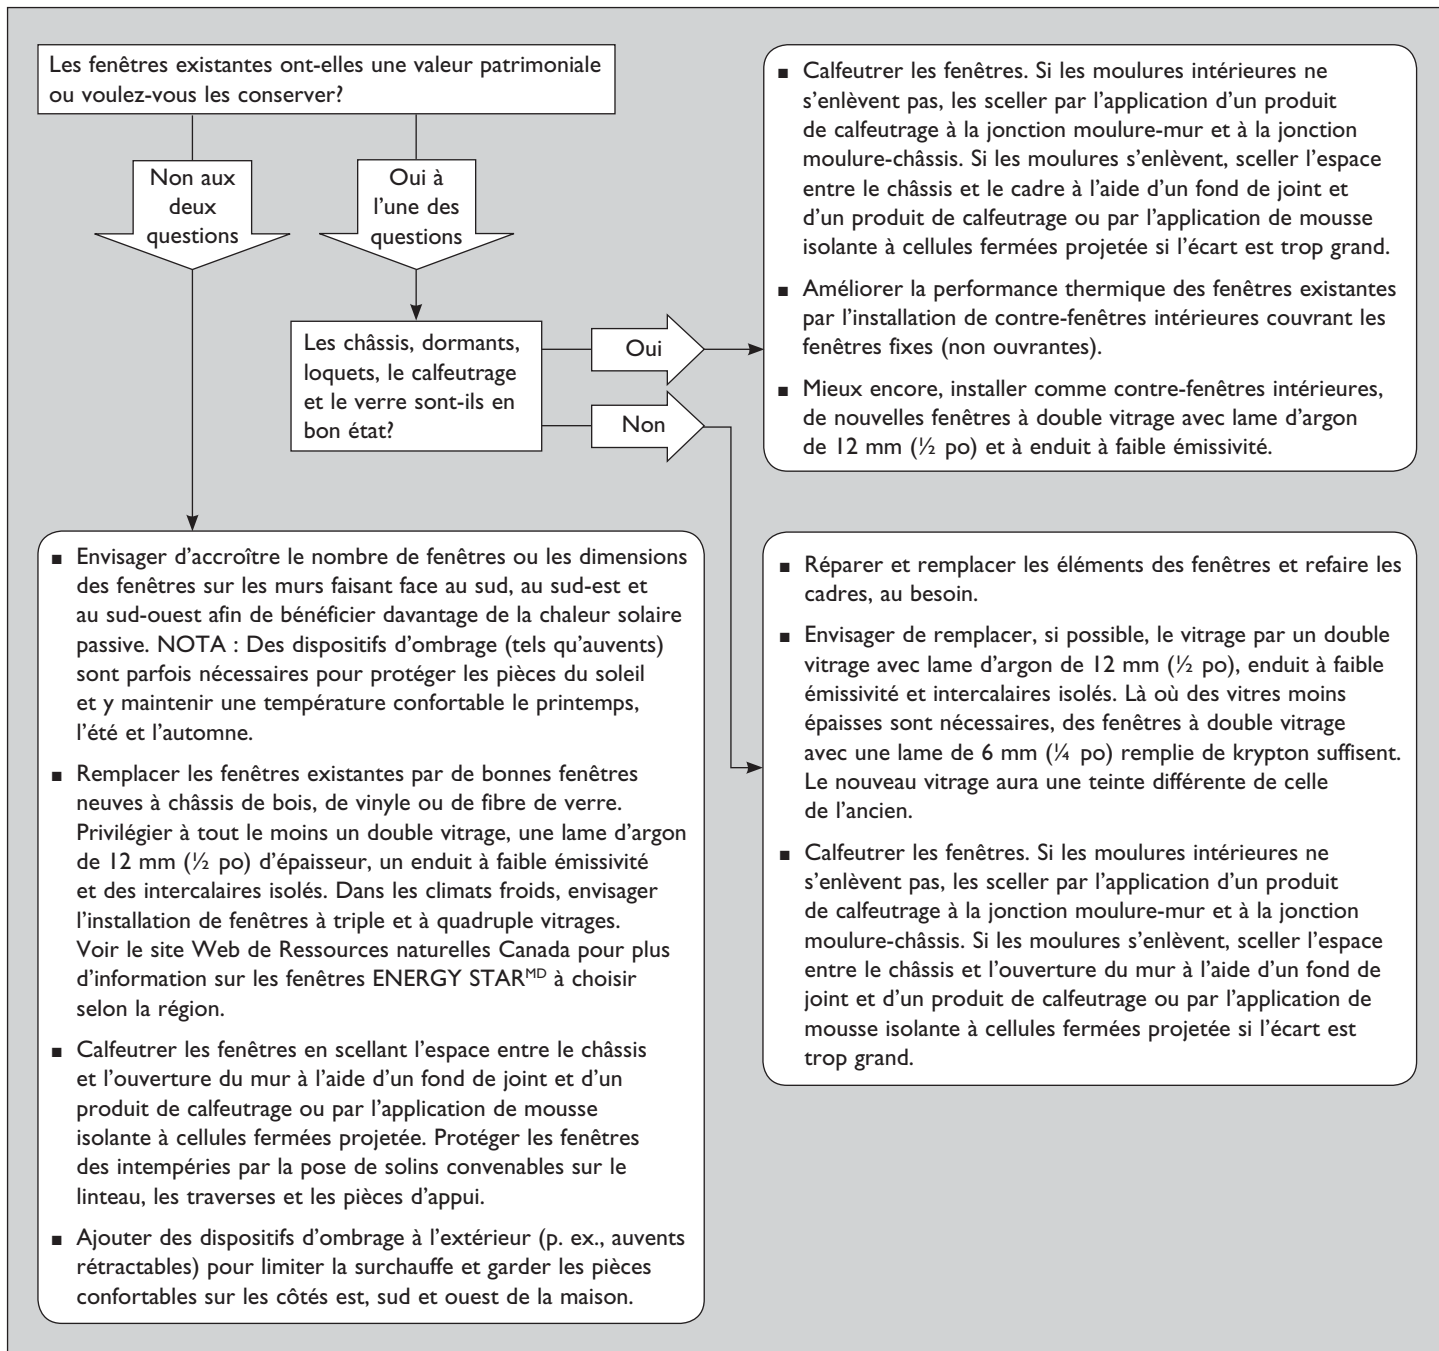 Les fenêtres existantes ont-elles une valeur patrimoniale
ou voulez-vous les conserver?
Non aux
deux
questions
Oui à
l'une des
questions
Les châssis, dormants,
loquets, le calfeutrage
et le verre sont-ils en
bon état?
Oui
Non
■ Calfeutrer les fenêtres. Si les moulures intérieures ne
s'enlèvent pas, les sceller par l'application d'un produit
de calfeutrage à la jonction moulure-mur et à la jonction
moulure-châssis. Si les moulures s'enlèvent, sceller l'espace
entre le châssis et le cadre à l'aide d'un fond de joint et
d'un produit de calfeutrage ou par l'application de mousse
isolante à cellules fermées projetée si l'écart est trop grand.
■ Améliorer la performance thermique des fenêtres existantes
par l'installation de contre-fenêtres intérieures couvrant les
fenêtres fixes (non ouvrantes).
■ Mieux encore, installer comme contre-fenêtres intérieures,
de nouvelles fenêtres à double vitrage avec lame d'argon
de 12 mm (½ po) et à enduit à faible émissivité.
■ Envisager d'accroître le nombre de fenêtres ou les dimensions
des fenêtres sur les murs faisant face au sud, au sud-est et
au sud-ouest afin de bénéficier davantage de la chaleur solaire
passive. NOTA : Des dispositifs d'ombrage (tels qu'auvents)
sont parfois nécessaires pour protéger les pièces du soleil
et y maintenir une température confortable le printemps,
l'été et l'automne.
■ Remplacer les fenêtres existantes par de bonnes fenêtres
neuves à châssis de bois, de vinyle ou de fibre de verre.
Privilégier à tout le moins un double vitrage, une lame d'argon
de 12 mm (½ po) d'épaisseur, un enduit à faible émissivité
et des intercalaires isolés. Dans les climats froids, envisager
l'installation de fenêtres à triple et à quadruple vitrages.
Voir le site Web de Ressources naturelles Canada pour plus
d'information sur les fenêtres ENERGY STARᴹᴰ à choisir
selon la région.
■ Calfeutrer les fenêtres en scellant l'espace entre le châssis
et l'ouverture du mur à l'aide d'un fond de joint et d'un
produit de calfeutrage ou par l'application de mousse
isolante à cellules fermées projetée. Protéger les fenêtres
des intempéries par la pose de solins convenables sur le
linteau, les traverses et les pièces d'appui.
■ Ajouter des dispositifs d'ombrage à l'extérieur (p. ex., auvents
rétractables) pour limiter la surchauffe et garder les pièces
confortables sur les côtés est, sud et ouest de la maison.
■ Réparer et remplacer les éléments des fenêtres et refaire les
cadres, au besoin.
■ Envisager de remplacer, si possible, le vitrage par un double
vitrage avec lame d'argon de 12 mm (½ po), enduit à faible
émissivité et intercalaires isolés. Là où des vitres moins
épaisses sont nécessaires, des fenêtres à double vitrage
avec une lame de 6 mm (¼ po) remplie de krypton suffisent.
Le nouveau vitrage aura une teinte différente de celle
de l'ancien.
■ Calfeutrer les fenêtres. Si les moulures intérieures ne
s'enlèvent pas, les sceller par l'application d'un produit
de calfeutrage à la jonction moulure-mur et à la jonction
moulure-châssis. Si les moulures s'enlèvent, sceller l'espace
entre le châssis et l'ouverture du mur à l'aide d'un fond de
joint et d'un produit de calfeutrage ou par l'application de
mousse isolante à cellules fermées projetée si l'écart est
trop grand.